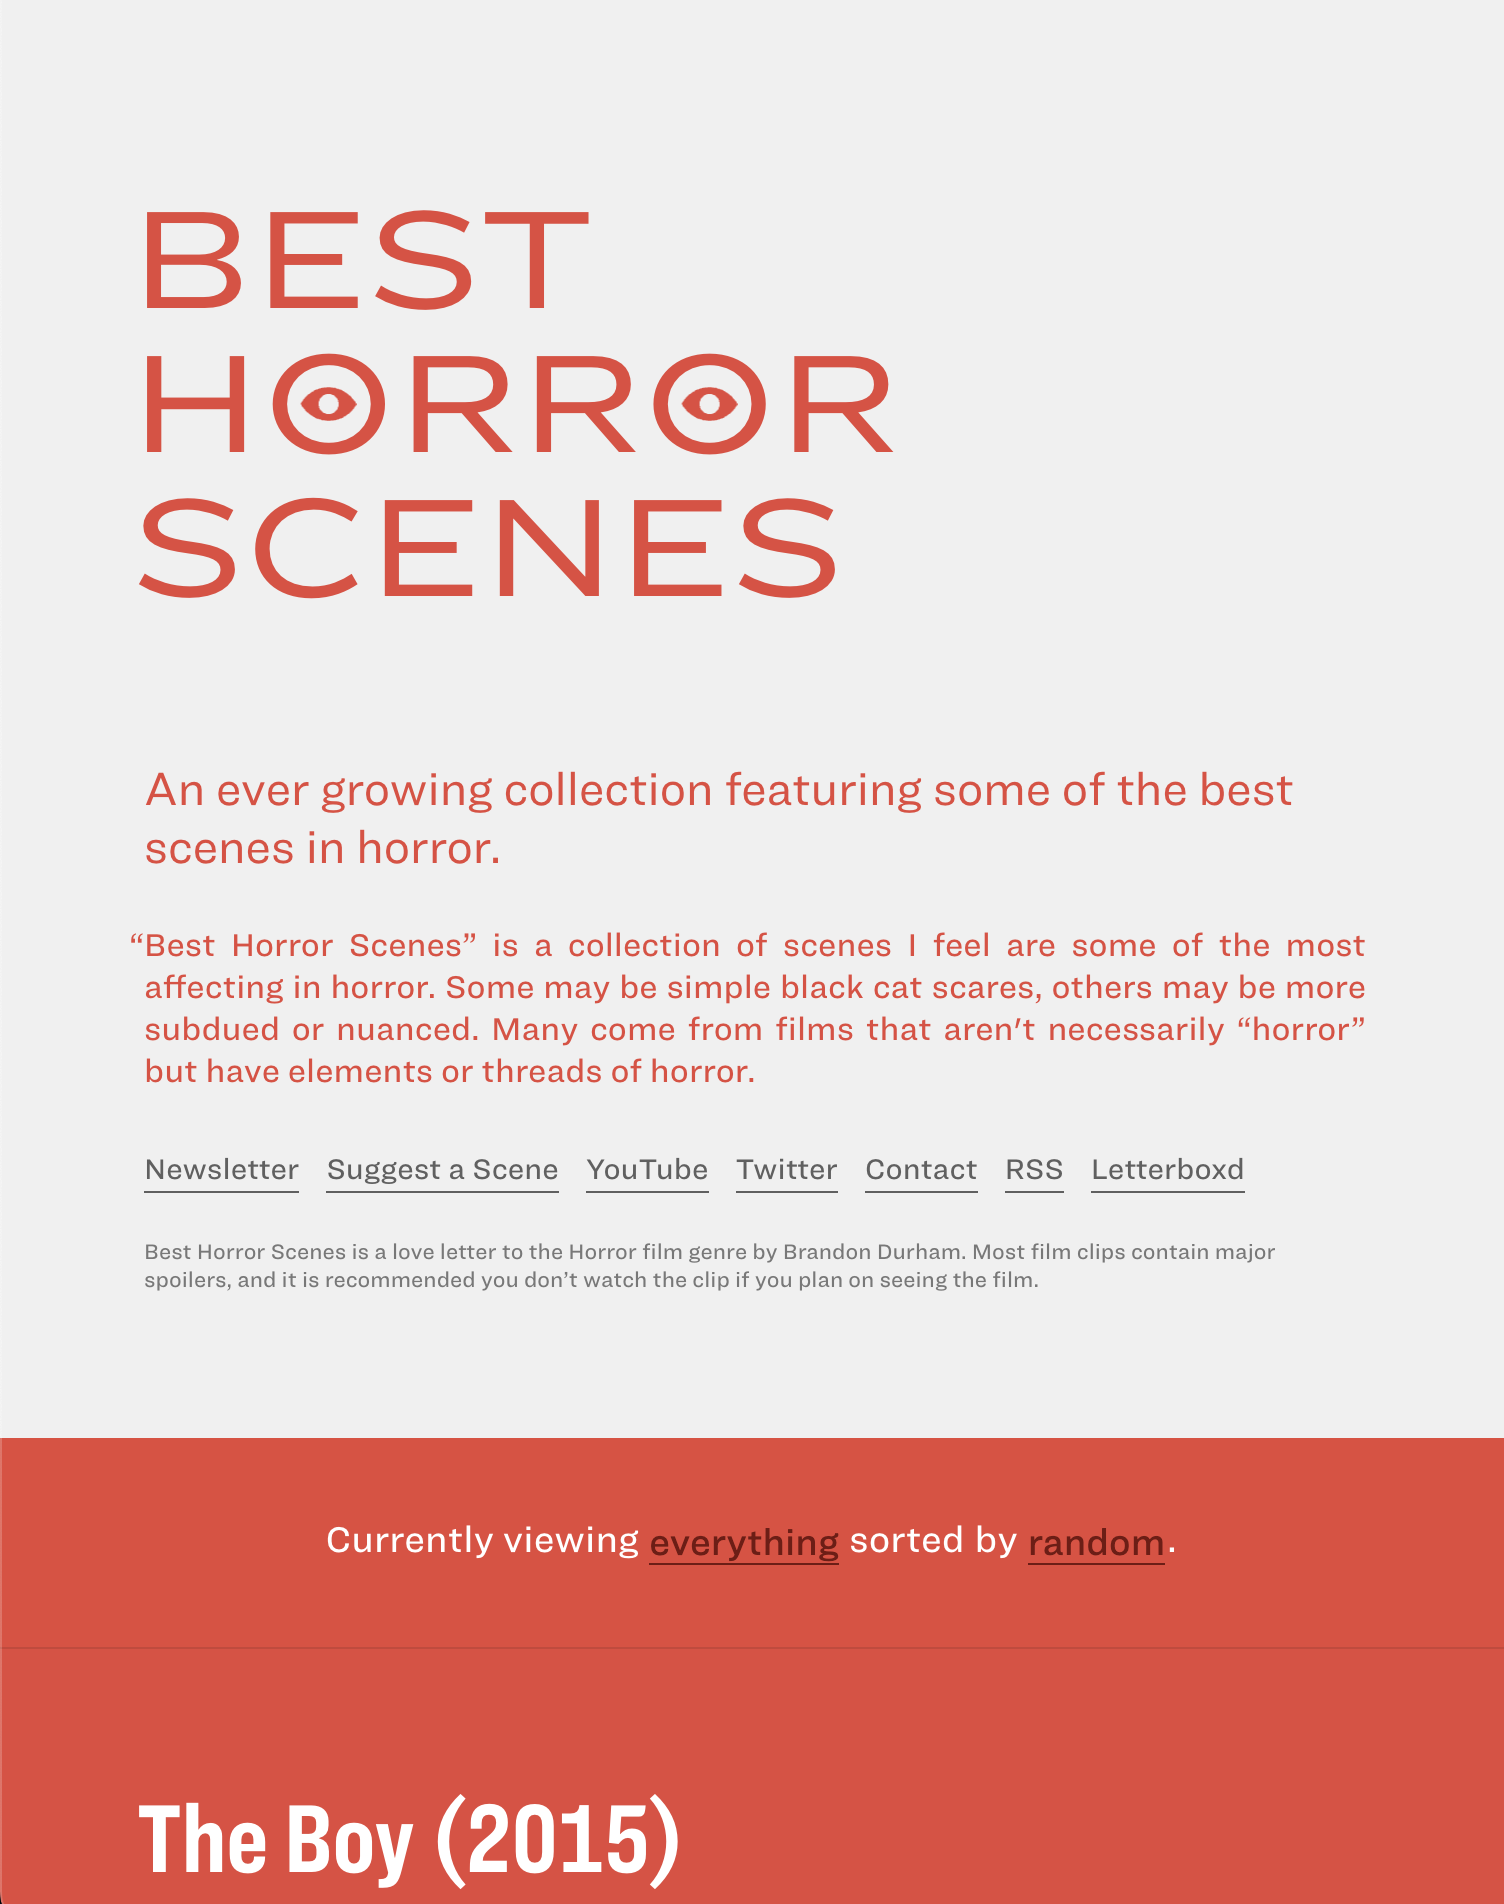 BEST
HORROR
SCENES
An ever growing collection featuring some of the best
scenes in horror.
“Best Horror Scenes” is a collection of scenes I feel are some of the most
affecting in horror. Some may be simple black cat scares, others may be more
subdued or nuanced. Many come from films that aren't necessarily “horror”
but have elements or threads of horror.
Newsletter Suggest a Scene YouTube Twitter Contact RSS Letterboxd
Best Horror Scenes is a love letter to the Horror film genre by Brandon Durham. Most film clips contain major
spoilers, and it is recommended you don’t watch the clip if you plan on seeing the film.
Currently viewing everything sorted by random.
The Boy (2015)